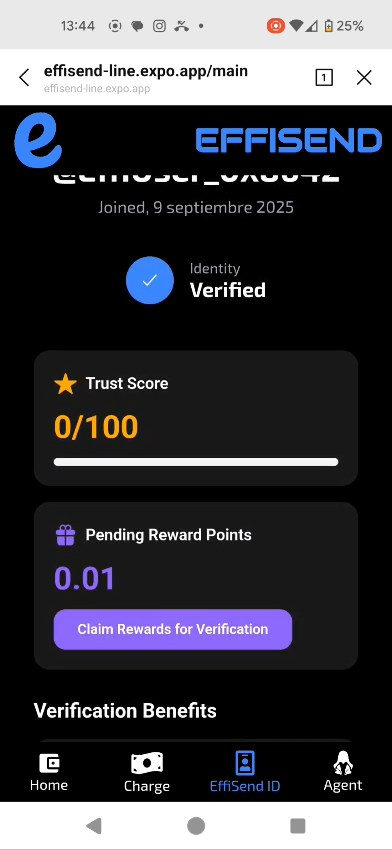 13:44
25%
effisend-line.expo.app/main
effisend-line.expo.app
1
e
EFFISEND
Joined, 9 septiembre 2025
Identity
Verified
Trust Score
0/100
Pending Reward Points
0.01
Claim Rewards for Verification
Verification Benefits
Home
Charge
EffiSend ID
Agent